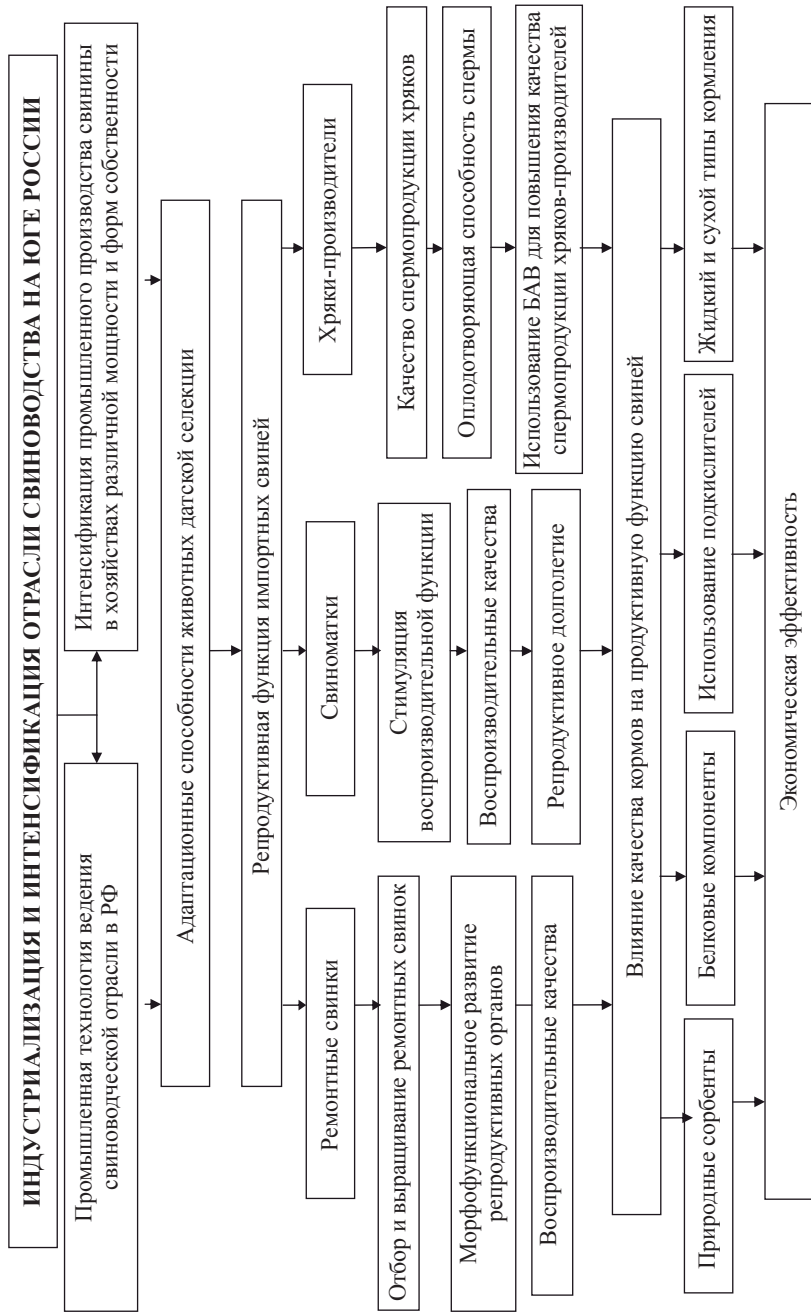 ИНДУСТРИАЛИЗАЦИЯ И ИНТЕНСИФИКАЦИЯ ОТРАСЛИ СВИНОВОДСТВА НА ЮГЕ РОССИИ
Промышленная технология ведения
свиноводческой отрасли в РФ
Интенсификация промышленного производства свинины
в хозяйствах различной мощности и форм собственности
Адаптационные способности животных датской селекции
Репродуктивная функция импортных свиней
Ремонтные свинки
Свиноматки
Хряки-производители
Отбор и выращивание ремонтных свинок
Стимуляция
воспроизводительной функции
Качество спермопродукции хряков
Морфофункциональное развитие
репродуктивных органов
Воспроизводительные качества
Оплодотворяющая способность спермы
Воспроизводительные качества
Репродуктивное долголетие
Использование БАВ для повышения качества
спермопродукции хряков-производителей
Влияние качества кормов на продуктивную функцию свиней
Природные сорбенты
Белковые компоненты
Использование подкислителей
Жидкий и сухой типы кормления
Экономическая эффективность